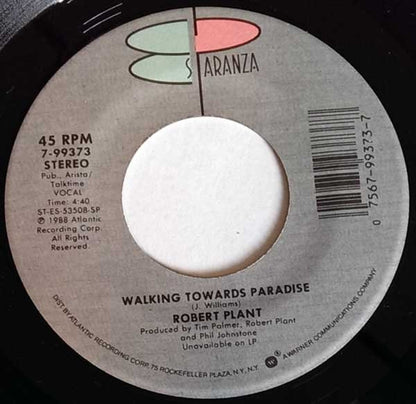 ES PARANZA
45 RPM
7-99373
STEREO
Pub., Arista/
Talktime
VOCAL
Time: 4:40
ST-ES-53508-SP
℗ 1988 Atlantic
Recording Corp.
All Rights
Reserved.
0 7567-99373-7
WALKING TOWARDS PARADISE
(J. Williams)
ROBERT PLANT
Produced by Tim Palmer, Robert Plant
and Phil Johnstone
Unavailable on LP
DIST. BY ATLANTIC RECORDING CORP. 75 ROCKEFELLER PLAZA, N.Y. N.Y. A WARNER COMMUNICATIONS COMPANY